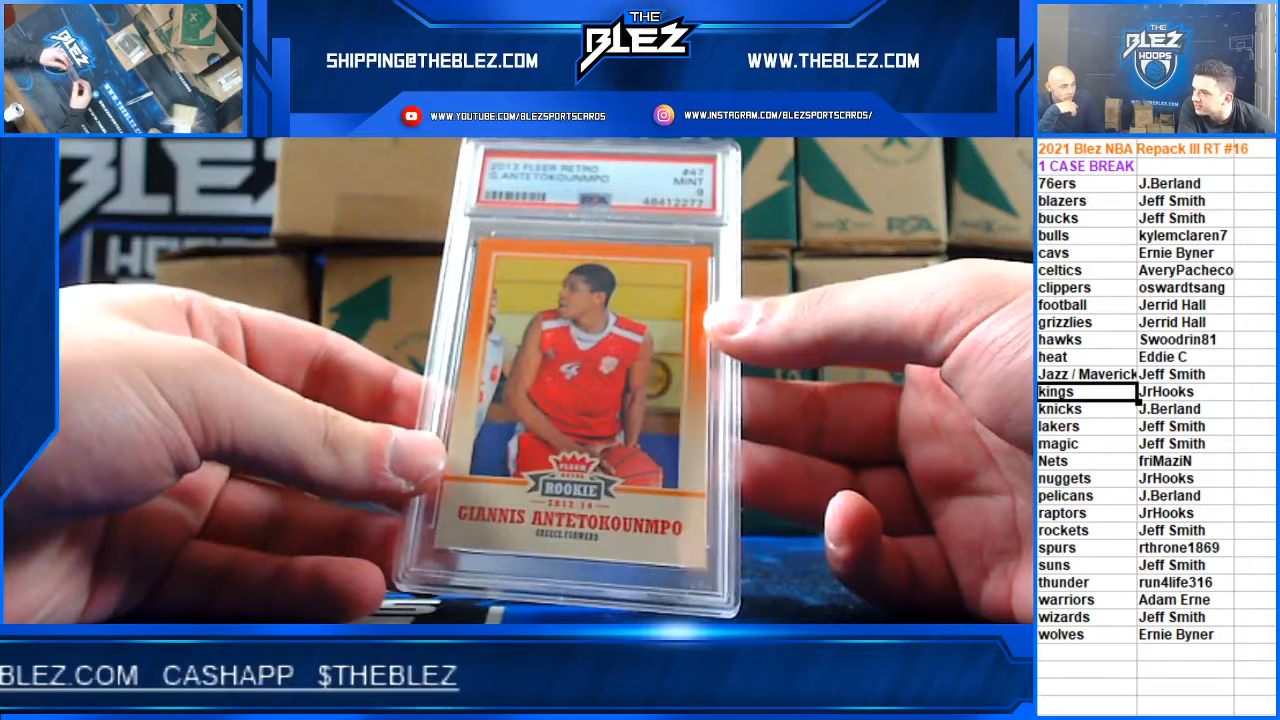 THE
BLEZ
SHIPPING@THEBLEZ.COM
WWW.THEBLEZ.COM
WWW.YOUTUBE.COM/BLEZSPORTSCARDS
WWW.INSTAGRAM.COM/BLEZSPORTSCARDS/
THE
BLEZ
HOOPS
2013 FLEER RETRO #47
G.ANTETOKOUNMPO MINT
9
PSA 48412277
FLEER
RETRO
ROOKIE
2013-14
GIANNIS ANTETOKOUNMPO
GREECE FORWARD
BLEZ.COM CASHAPP $THEBLEZ
2021 Blez NBA Repack III RT #16
1 CASE BREAK
76ers J.Berland
blazers Jeff Smith
bucks Jeff Smith
bulls kylemclaren7
cavs Ernie Byner
celtics AveryPacheco
clippers oswardtsang
football Jerrid Hall
grizzlies Jerrid Hall
hawks Swoodrin81
heat Eddie C
Jazz / Maverick Jeff Smith
kings JrHooks
knicks J.Berland
lakers Jeff Smith
magic Jeff Smith
Nets friMaziN
nuggets JrHooks
pelicans J.Berland
raptors JrHooks
rockets Jeff Smith
spurs rthrone1869
suns Jeff Smith
thunder run4life316
warriors Adam Erne
wizards Jeff Smith
wolves Ernie Byner